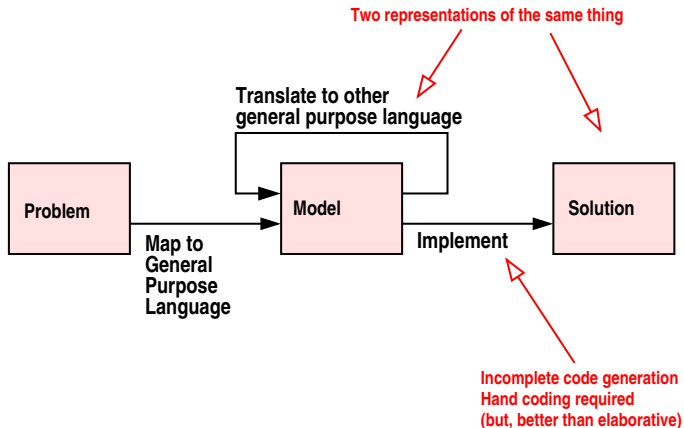 Two representations of the same thing
Translate to other
general purpose language
Problem
Model
Solution
Map to
General
Purpose
Language
Implement
Incomplete code generation
Hand coding required
(but, better than elaborative)